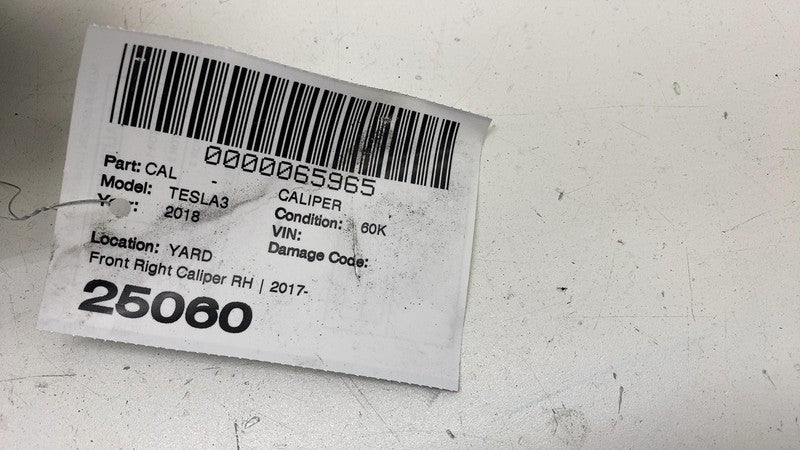 0000065965
Part: CAL - CALIPER
Model: TESLA3 Condition: 60K
Year: 2018 VIN:
Damage Code:
Location: YARD
Front Right Caliper RH | 2017-
25060